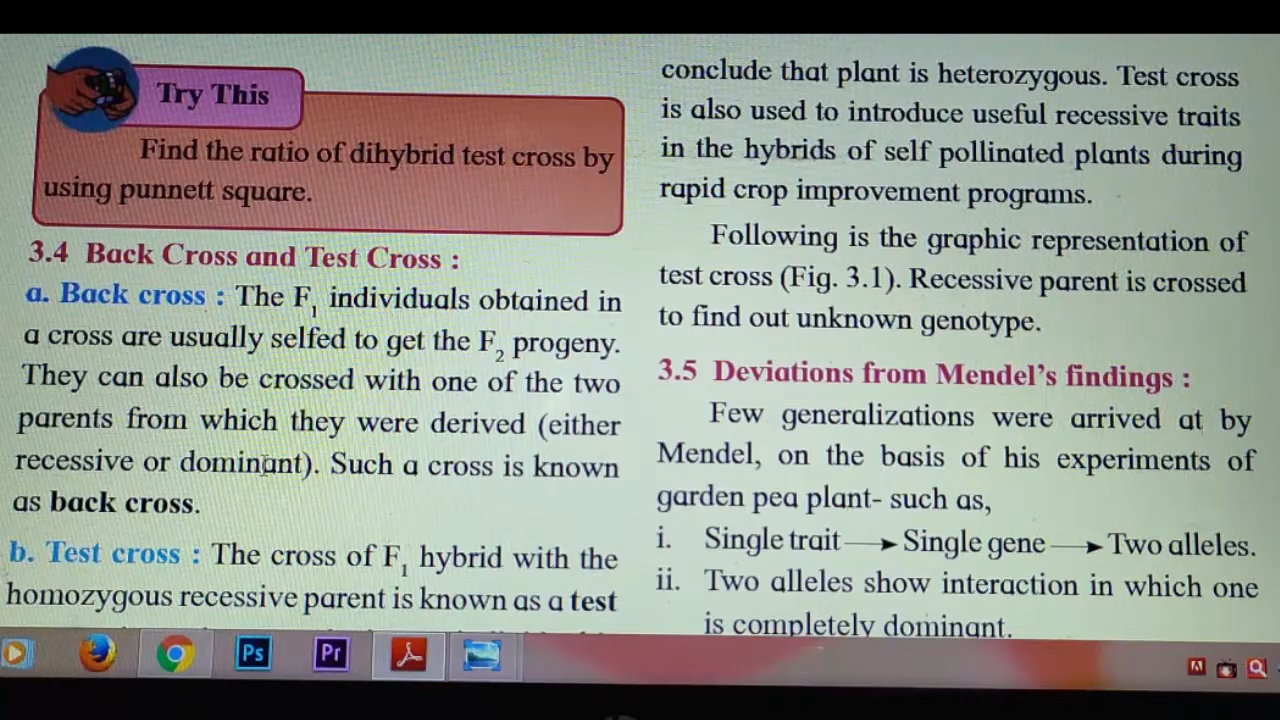 Try This
Find the ratio of dihybrid test cross by
using punnett square.
3.4 Back Cross and Test Cross :
a. Back cross : The F1 individuals obtained in
a cross are usually selfed to get the F2 progeny.
They can also be crossed with one of the two
parents from which they were derived (either
recessive or dominant). Such a cross is known
as back cross.
b. Test cross : The cross of F1 hybrid with the
homozygous recessive parent is known as a test
conclude that plant is heterozygous. Test cross
is also used to introduce useful recessive traits
in the hybrids of self pollinated plants during
rapid crop improvement programs.
Following is the graphic representation of
test cross (Fig. 3.1). Recessive parent is crossed
to find out unknown genotype.
3.5 Deviations from Mendel's findings :
Few generalizations were arrived at by
Mendel, on the basis of his experiments of
garden pea plant- such as,
i. Single trait → Single gene → Two alleles.
ii. Two alleles show interaction in which one
is completely dominant.
Ps
Pr